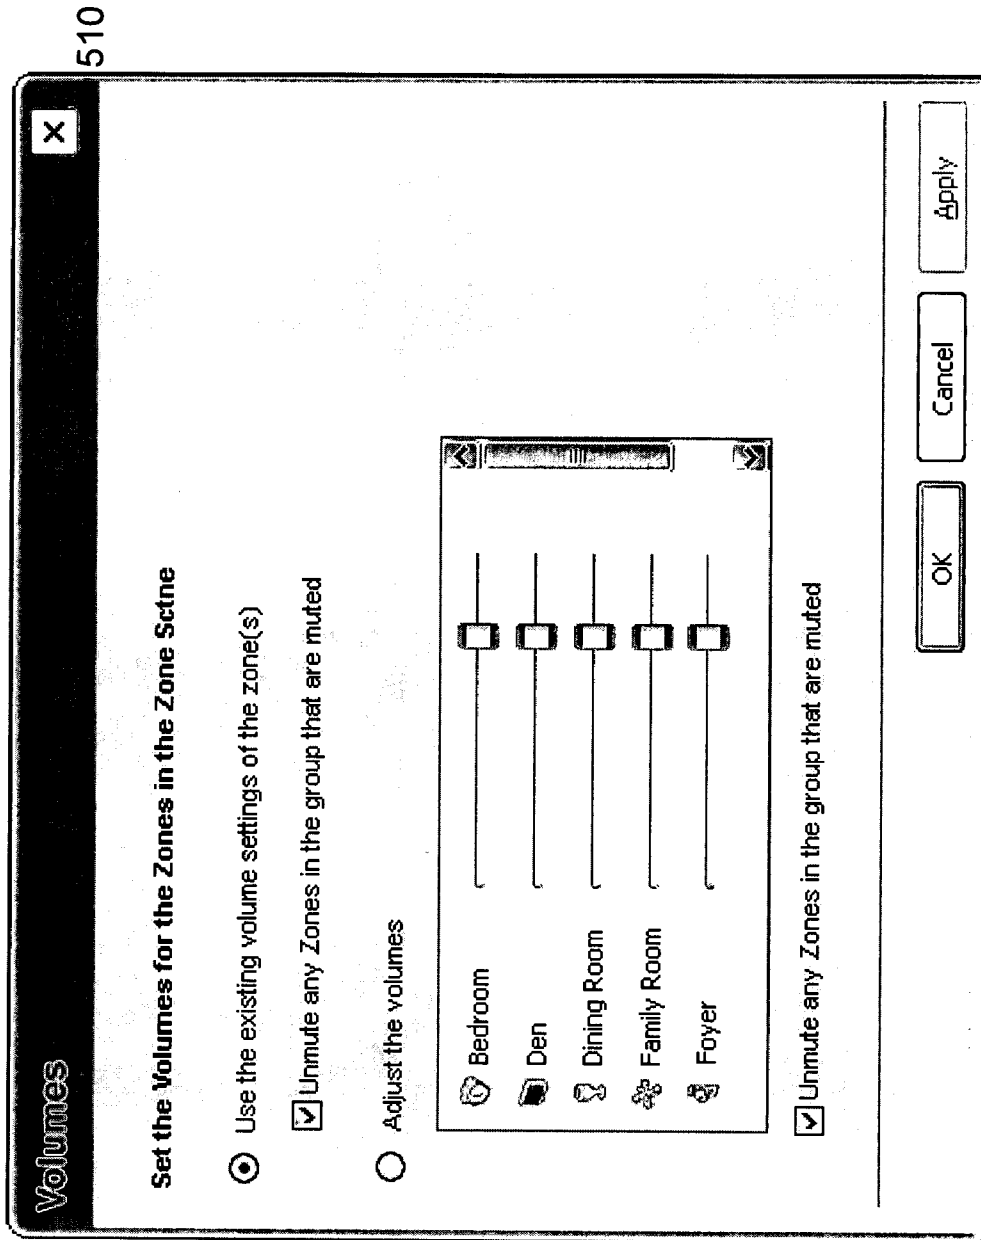 510
Volumes
X
Set the Volumes for the Zones in the Zone Sctne
Use the existing volume settings of the zone(s)
Unmute any Zones in the group that are muted
Adjust the volumes
Bedroom
Den
Dining Room
Family Room
Foyer
Unmute any Zones in the group that are muted
OK
Cancel
Apply